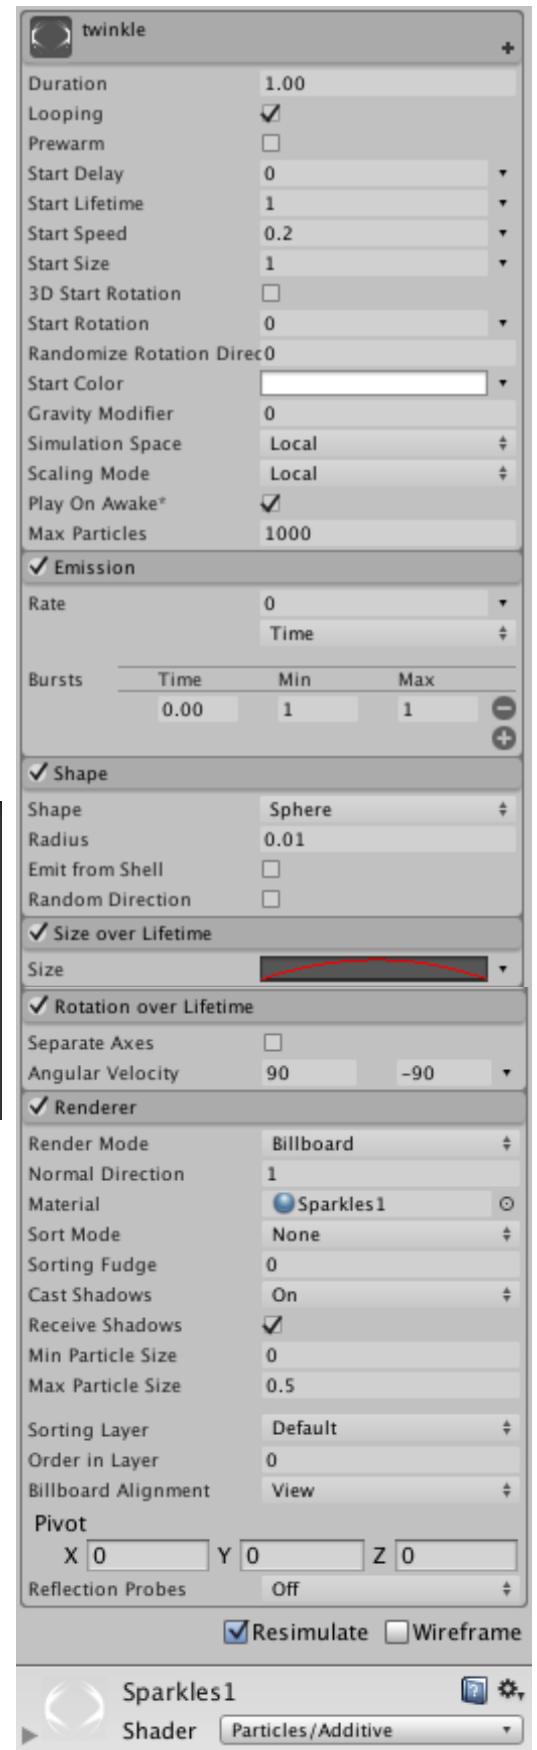 twinkle
Duration 1.00
Looping
Prewarm
Start Delay 0
Start Lifetime 1
Start Speed 0.2
Start Size 1
3D Start Rotation
Start Rotation 0
Randomize Rotation Direc 0
Start Color
Gravity Modifier 0
Simulation Space Local
Scaling Mode Local
Play On Awake*
Max Particles 1000
Emission
Rate 0
Time
Bursts Time Min Max
0.00 1 1
Shape
Shape Sphere
Radius 0.01
Emit from Shell
Random Direction
Size over Lifetime
Size
Rotation over Lifetime
Separate Axes
Angular Velocity 90 -90
Renderer
Render Mode Billboard
Normal Direction 1
Material Sparkles1
Sort Mode None
Sorting Fudge 0
Cast Shadows On
Receive Shadows
Min Particle Size 0
Max Particle Size 0.5
Sorting Layer Default
Order in Layer 0
Billboard Alignment View
Pivot
X 0 Y 0 Z 0
Reflection Probes Off
Resimulate Wireframe
Sparkles1
Shader Particles/Additive